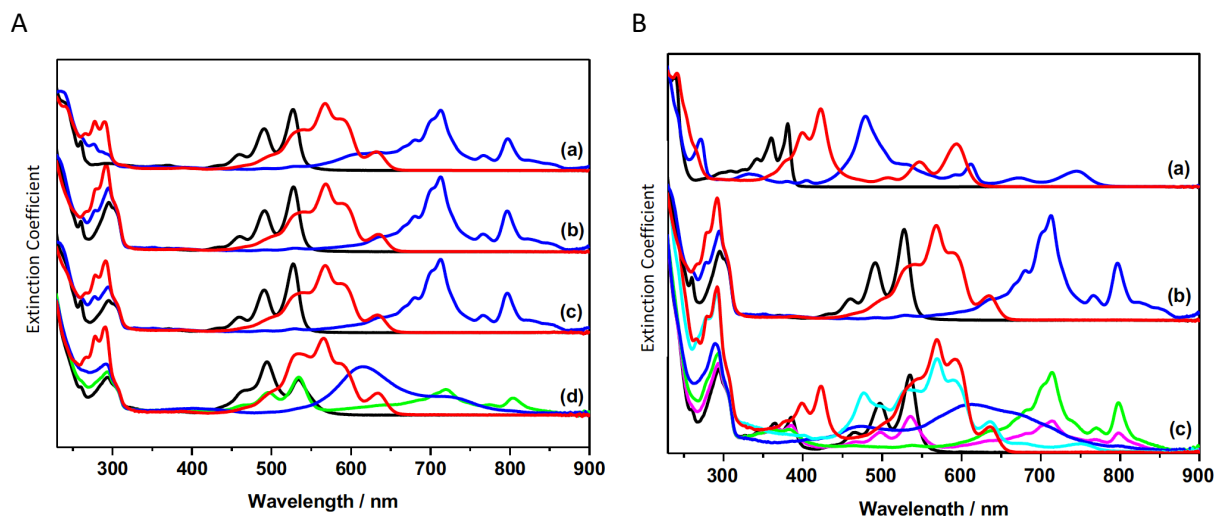 A
Extinction Coefficient
(a)
(b)
(c)
(d)
300 400 500 600 700 800 900
Wavelength / nm
B
Extinction Coefficient
(a)
(b)
(c)
300 400 500 600 700 800 900
Wavelength / nm